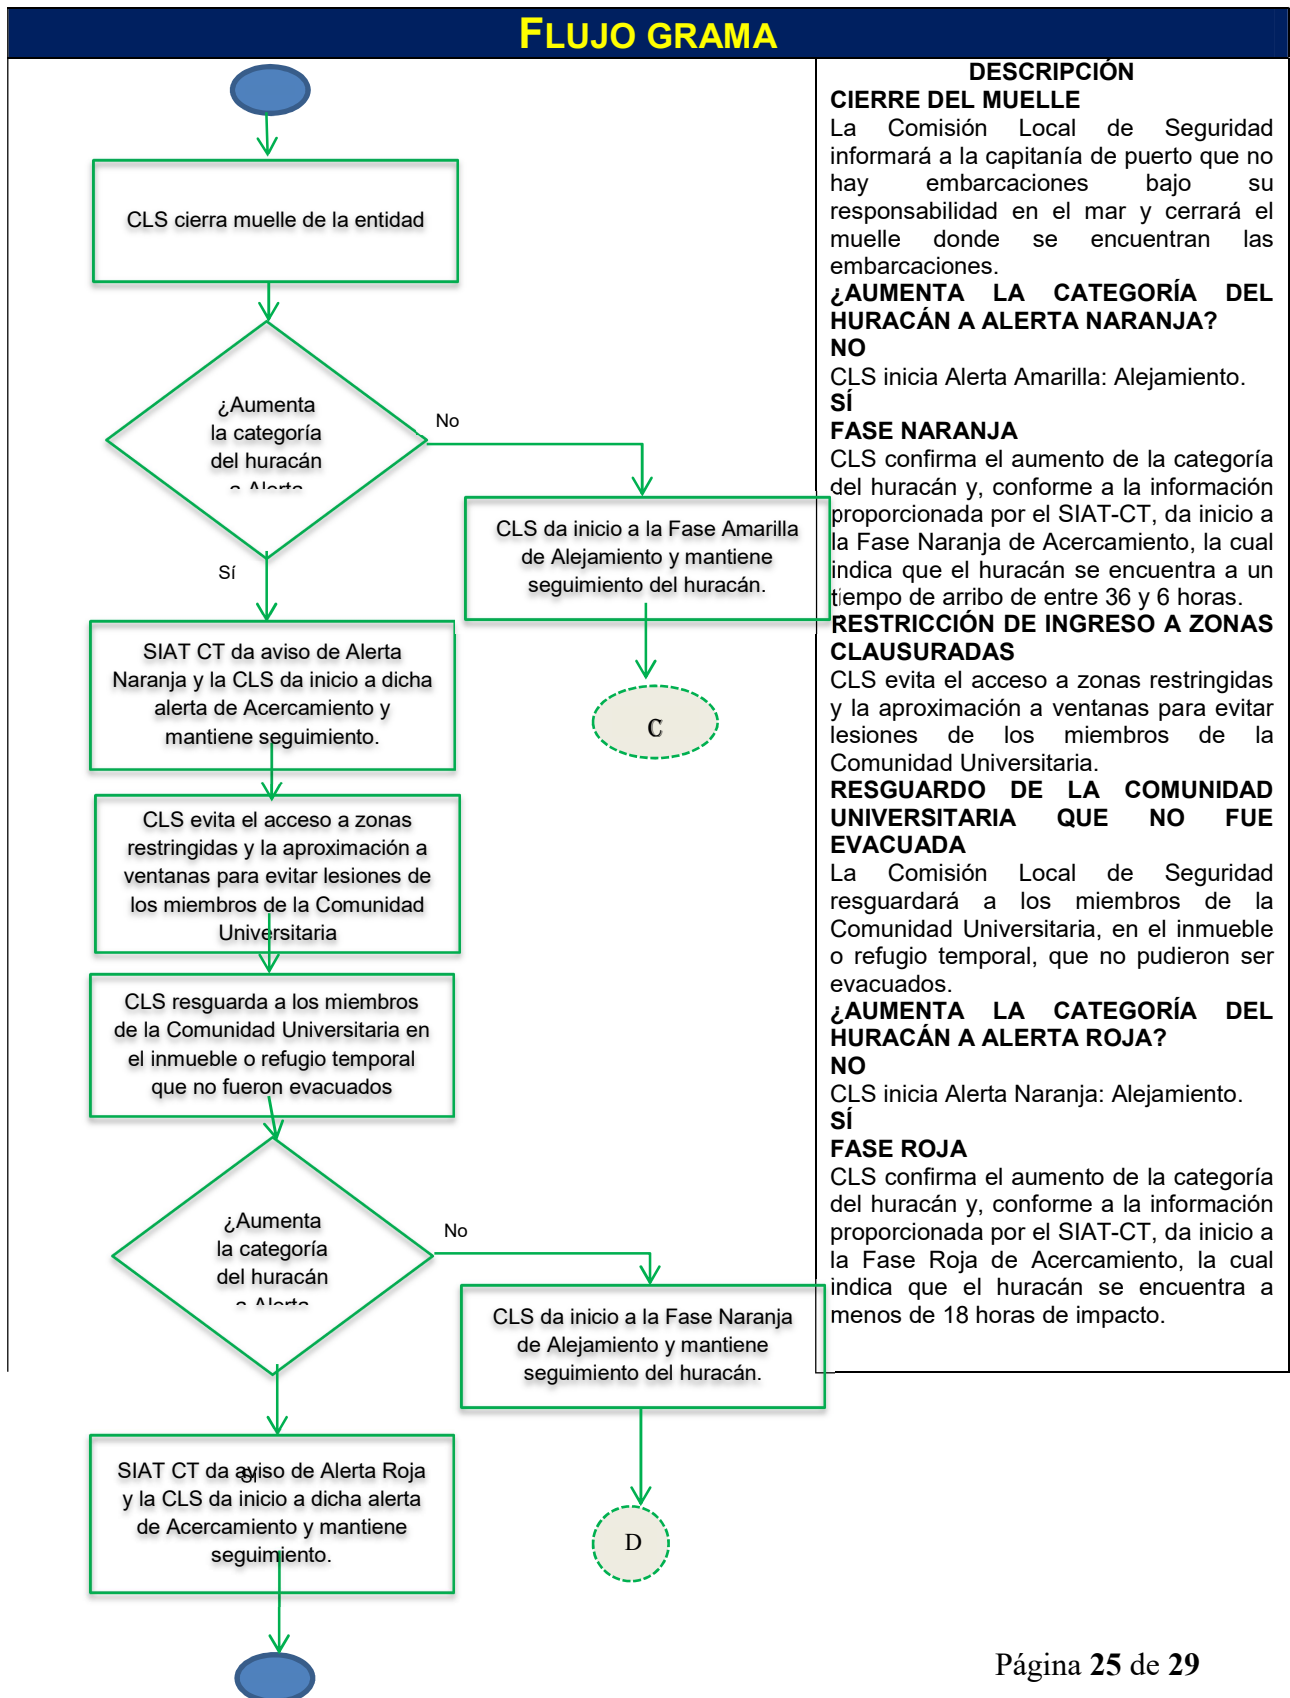 FLUJO GRAMA
CLS cierra muelle de la entidad
¿Aumenta
la categoría
del huracán
a Alerta
No
Sí
CLS da inicio a la Fase Amarilla
de Alejamiento y mantiene
seguimiento del huracán.
C
SIAT CT da aviso de Alerta
Naranja y la CLS da inicio a dicha
alerta de Acercamiento y
mantiene seguimiento.
CLS evita el acceso a zonas
restringidas y la aproximación a
ventanas para evitar lesiones de
los miembros de la Comunidad
Universitaria
CLS resguarda a los miembros
de la Comunidad Universitaria en
el inmueble o refugio temporal
que no fueron evacuados
¿Aumenta
la categoría
del huracán
a Alerta
No
CLS da inicio a la Fase Naranja
de Alejamiento y mantiene
seguimiento del huracán.
D
Sí
SIAT CT da aviso de Alerta Roja
y la CLS da inicio a dicha alerta
de Acercamiento y mantiene
seguimiento.
DESCRIPCIÓN
CIERRE DEL MUELLE
La Comisión Local de Seguridad
informará a la capitanía de puerto que no
hay embarcaciones bajo su
responsabilidad en el mar y cerrará el
muelle donde se encuentran las
embarcaciones.
¿AUMENTA LA CATEGORÍA DEL
HURACÁN A ALERTA NARANJA?
NO
CLS inicia Alerta Amarilla: Alejamiento.
SÍ
FASE NARANJA
CLS confirma el aumento de la categoría
del huracán y, conforme a la información
proporcionada por el SIAT-CT, da inicio a
la Fase Naranja de Acercamiento, la cual
indica que el huracán se encuentra a un
tiempo de arribo de entre 36 y 6 horas.
RESTRICCIÓN DE INGRESO A ZONAS
CLAUSURADAS
CLS evita el acceso a zonas restringidas
y la aproximación a ventanas para evitar
lesiones de los miembros de la
Comunidad Universitaria.
RESGUARDO DE LA COMUNIDAD
UNIVERSITARIA QUE NO FUE
EVACUADA
La Comisión Local de Seguridad
resguardará a los miembros de la
Comunidad Universitaria, en el inmueble
o refugio temporal, que no pudieron ser
evacuados.
¿AUMENTA LA CATEGORÍA DEL
HURACÁN A ALERTA ROJA?
NO
CLS inicia Alerta Naranja: Alejamiento.
SÍ
FASE ROJA
CLS confirma el aumento de la categoría
del huracán y, conforme a la información
proporcionada por el SIAT-CT, da inicio a
la Fase Roja de Acercamiento, la cual
indica que el huracán se encuentra a
menos de 18 horas de impacto.
Página 25 de 29